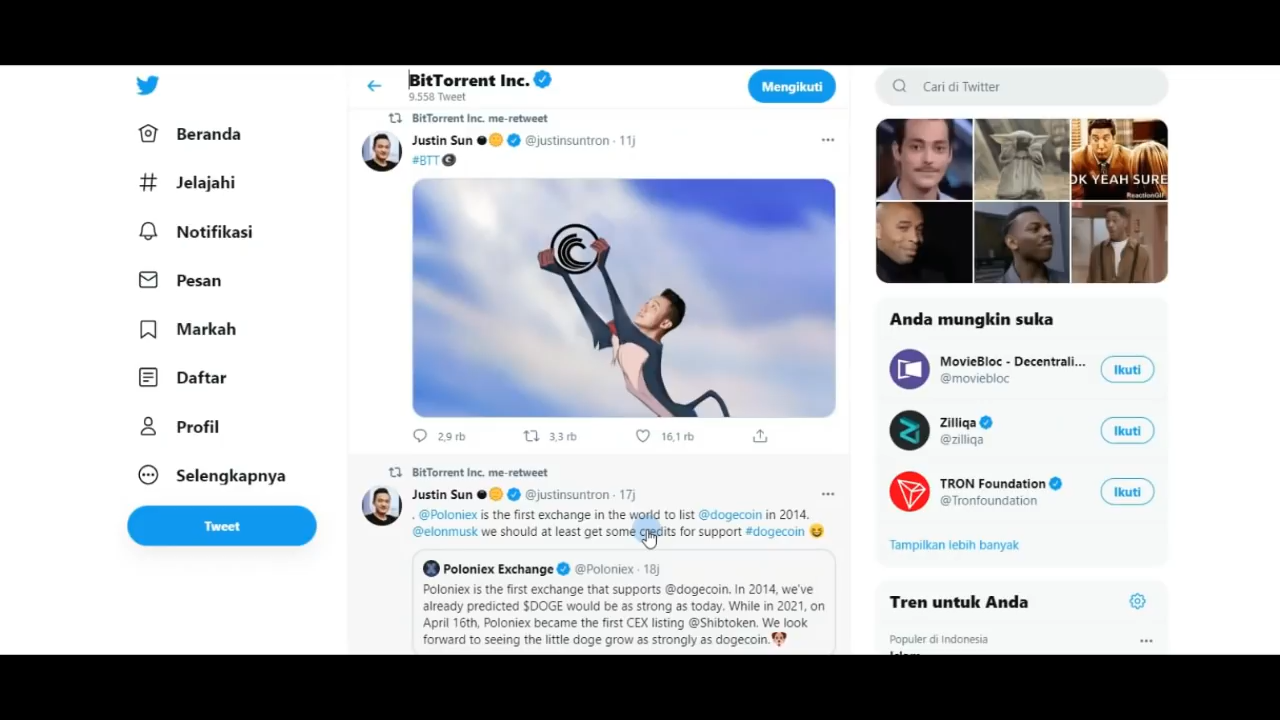 Beranda
Jelajahi
Notifikasi
Pesan
Markah
Daftar
Profil
Selengkapnya
Tweet
BitTorrent Inc.
9.558 Tweet
Mengikuti
BitTorrent Inc. me-retweet
Justin Sun @justinsuntron · 11j
#BTT
2,9 rb 3,3 rb 16,1 rb
BitTorrent Inc. me-retweet
Justin Sun @justinsuntron · 17j
. @Poloniex is the first exchange in the world to list @dogecoin in 2014.
@elonmusk we should at least get some credits for support #dogecoin 😆
Poloniex Exchange @Poloniex · 18j
Poloniex is the first exchange that supports @dogecoin. In 2014, we've
already predicted $DOGE would be as strong as today. While in 2021, on
April 16th, Poloniex became the first CEX listing @Shibtoken. We look
forward to seeing the little doge grow as strongly as dogecoin.🐶
Cari di Twitter
OK YEAH SURE
ReactionGIF
Anda mungkin suka
MovieBloc - Decentrali...
@moviebloc
Ikuti
Zilliqa
@zilliqa
Ikuti
TRON Foundation
@Tronfoundation
Ikuti
Tampilkan lebih banyak
Tren untuk Anda
Populer di Indonesia